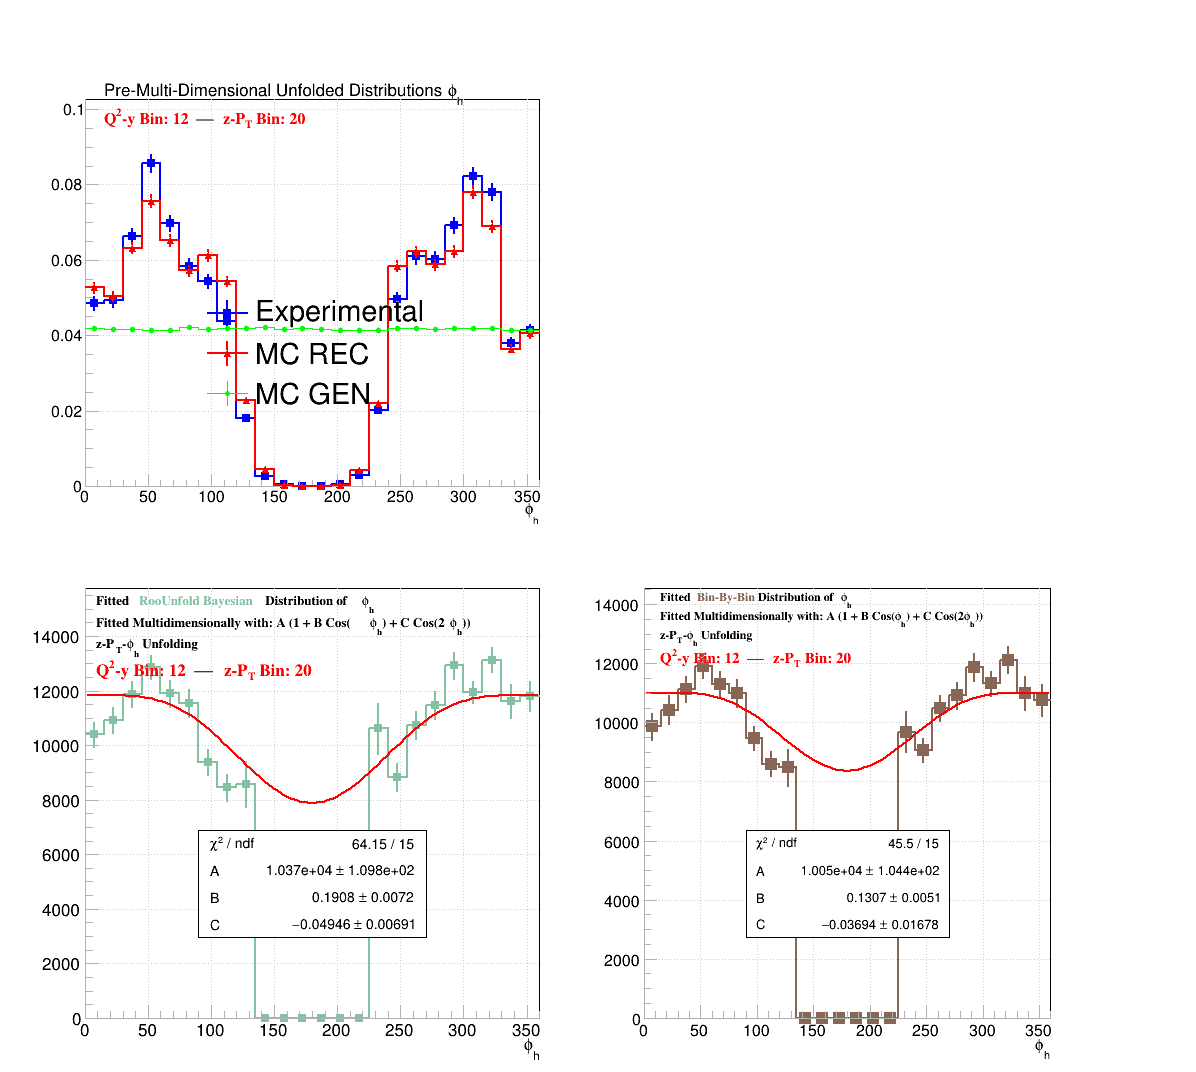 Pre-Multi-Dimensional Unfolded Distributions ϕh
Q²-y Bin: 12 — z-PT Bin: 20
0.1
0.08
0.06
0.04
0.02
0
Experimental
MC REC
MC GEN
0 50 100 150 200 250 300 350
ϕh
Fitted RooUnfold Bayesian Distribution of ϕh
Fitted Multidimensionally with: A (1 + B Cos( ϕh) + C Cos(2 ϕh))
z-PT-ϕh Unfolding
Q²-y Bin: 12 — z-PT Bin: 20
14000
12000
10000
8000
6000
4000
2000
0
χ² / ndf 64.15 / 15
A 1.037e+04 ± 1.098e+02
B 0.1908 ± 0.0072
C −0.04946 ± 0.00691
0 50 100 150 200 250 300 350
ϕh
Fitted Bin-By-Bin Distribution of ϕh
Fitted Multidimensionally with: A (1 + B Cos(ϕh) + C Cos(2ϕh))
z-PT-ϕh Unfolding
Q²-y Bin: 12 — z-PT Bin: 20
14000
12000
10000
8000
6000
4000
2000
0
χ² / ndf 45.5 / 15
A 1.005e+04 ± 1.044e+02
B 0.1307 ± 0.0051
C −0.03694 ± 0.01678
0 50 100 150 200 250 300 350
ϕh